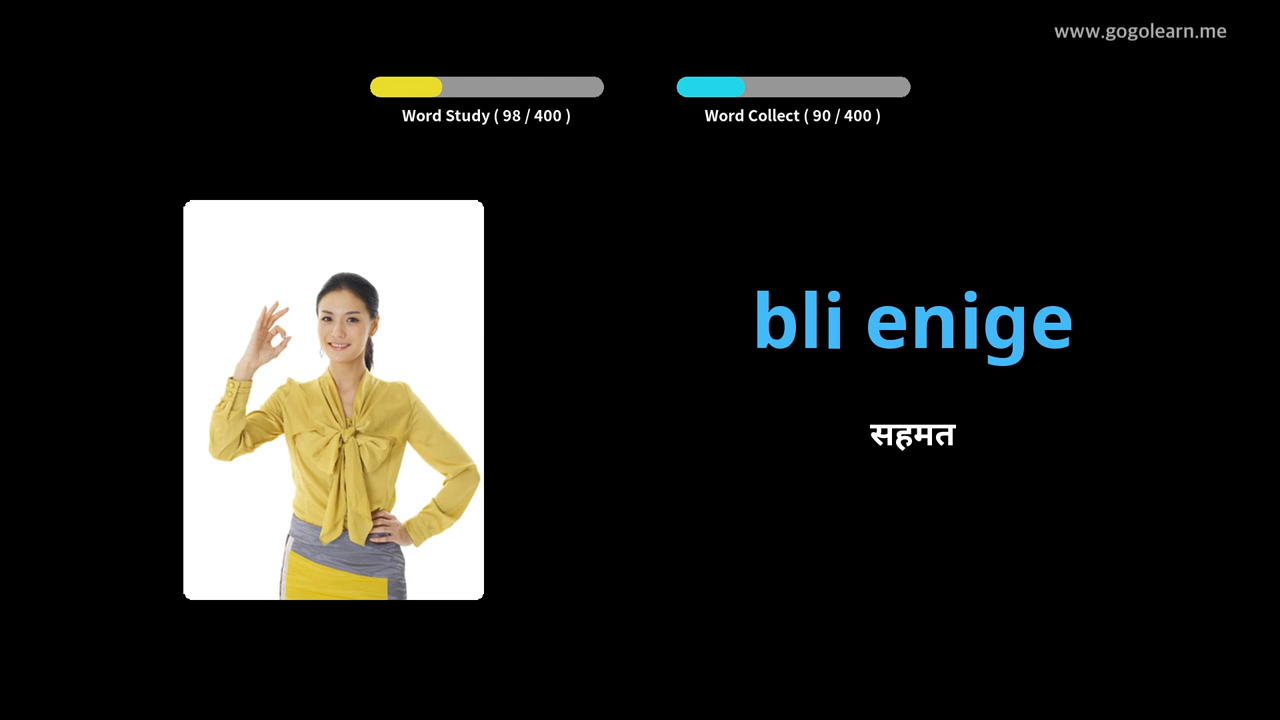 www.gogolearn.me
Word Study ( 98 / 400 )
Word Collect ( 90 / 400 )
bli enige
सहमत